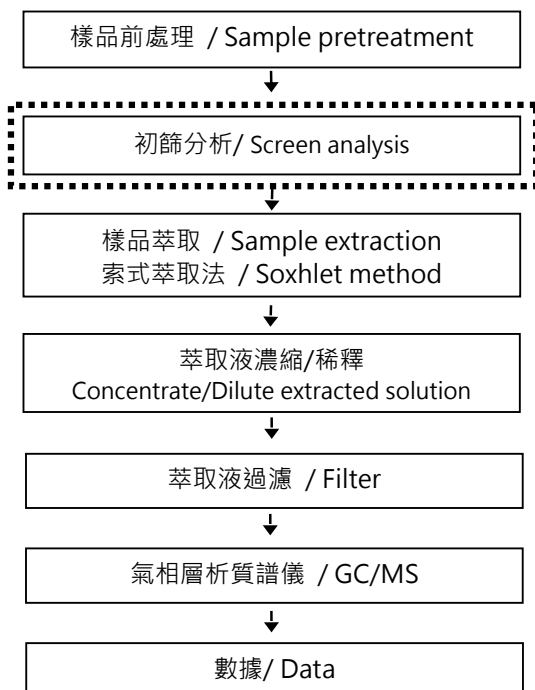 樣品前處理 / Sample pretreatment
初篩分析/ Screen analysis
樣品萃取 / Sample extraction
索式萃取法 / Soxhlet method
萃取液濃縮/稀釋
Concentrate/Dilute extracted solution
萃取液過濾 / Filter
氣相層析質譜儀 / GC/MS
數據/ Data